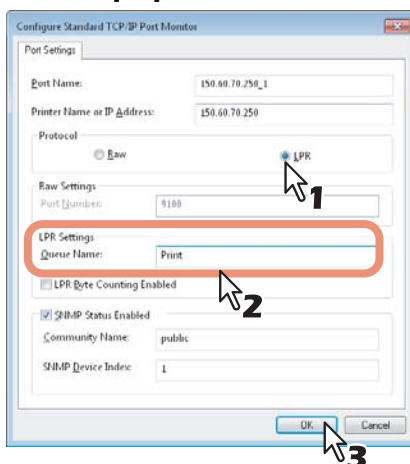 Configure Standard TCP/IP Port Monitor
Port Settings
Port Name: 150.60.70.250_1
Printer Name or IP Address: 150.60.70.250
Protocol
Raw LPR
1
Raw Settings
Port Number: 9100
LPR Settings
Queue Name: Print
LPR Byte Counting Enabled
2
SNMP Status Enabled
Community Name: public
SNMP Device Index: 1
OK Cancel
3